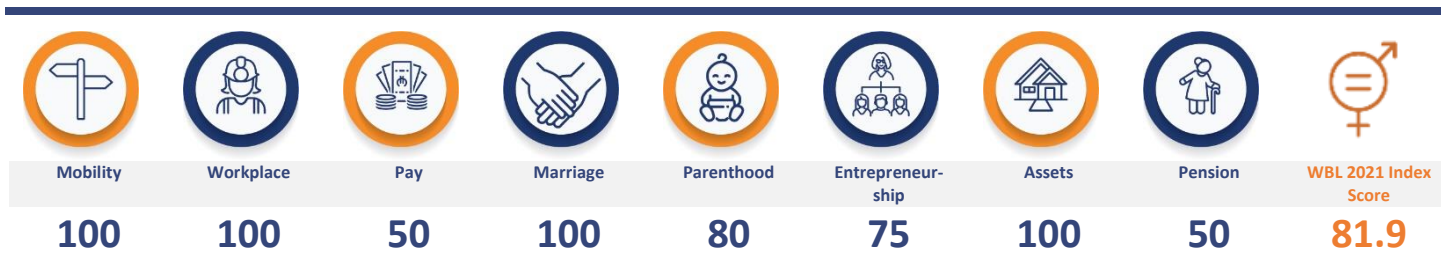 Mobility
Workplace
Pay
Marriage
Parenthood
Entrepreneur-
ship
Assets
Pension
WBL 2021 Index
Score
100
100
50
100
80
75
100
50
81.9